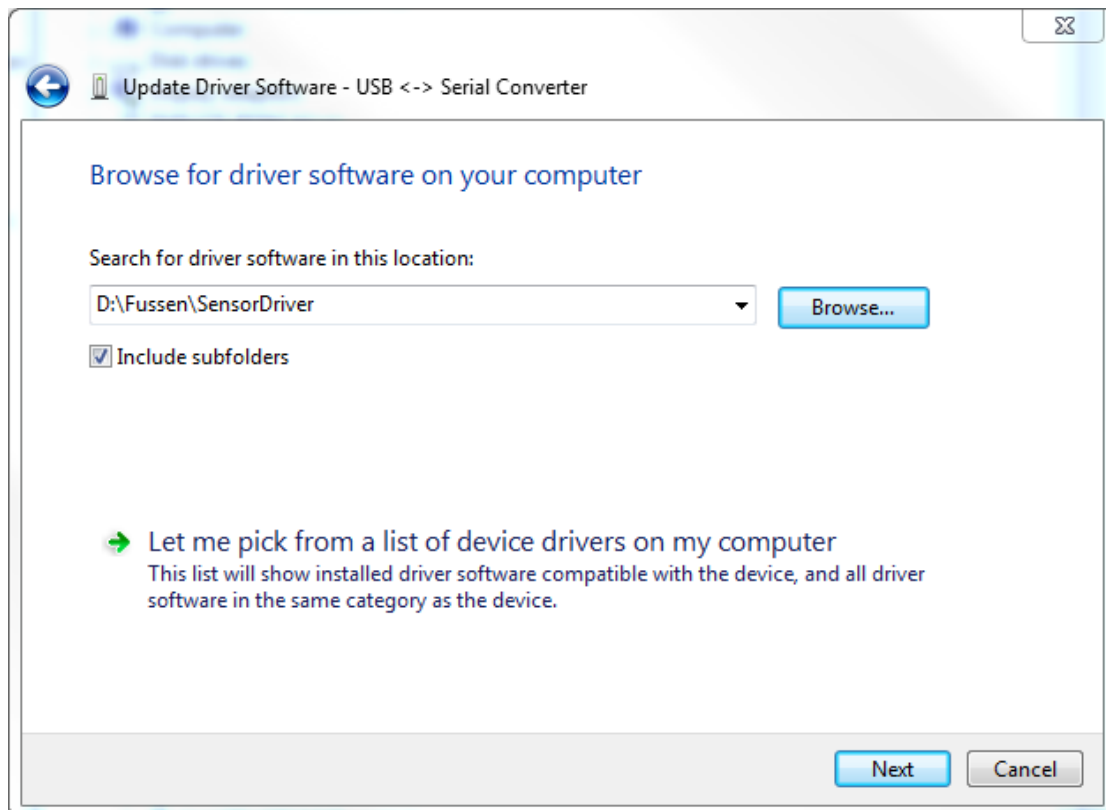 Computer
Disk drives
Update Driver Software - USB <-> Serial Converter
Browse for driver software on your computer
Search for driver software in this location:
D:\Fussen\SensorDriver
Browse...
Include subfolders
Let me pick from a list of device drivers on my computer
This list will show installed driver software compatible with the device, and all driver
software in the same category as the device.
Next
Cancel